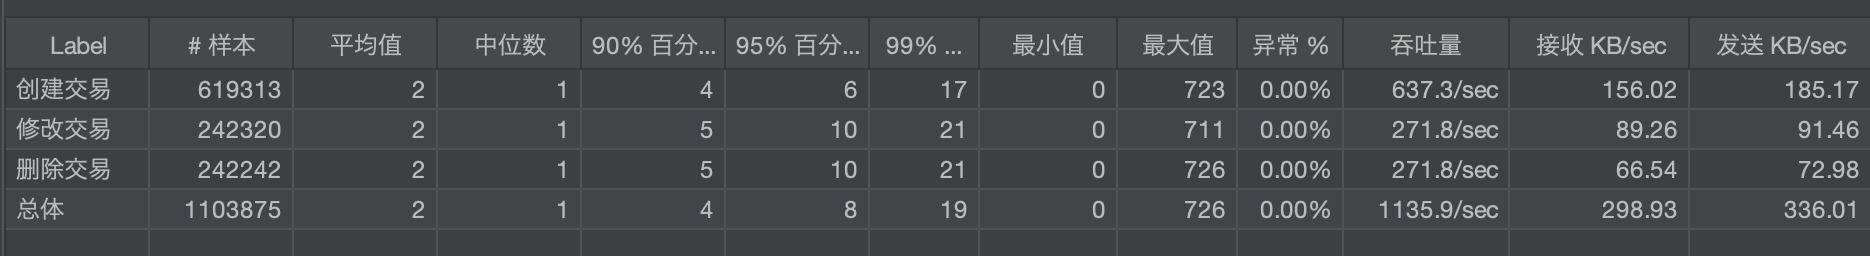 Label # 样本 平均值 中位数 90% 百分... 95% 百分... 99% ... 最小值 最大值 异常 % 吞吐量 接收 KB/sec 发送 KB/sec
创建交易 619313 2 1 4 6 17 0 723 0.00% 637.3/sec 156.02 185.17
修改交易 242320 2 1 5 10 21 0 711 0.00% 271.8/sec 89.26 91.46
删除交易 242242 2 1 5 10 21 0 726 0.00% 271.8/sec 66.54 72.98
总体 1103875 2 1 4 8 19 0 726 0.00% 1135.9/sec 298.93 336.01